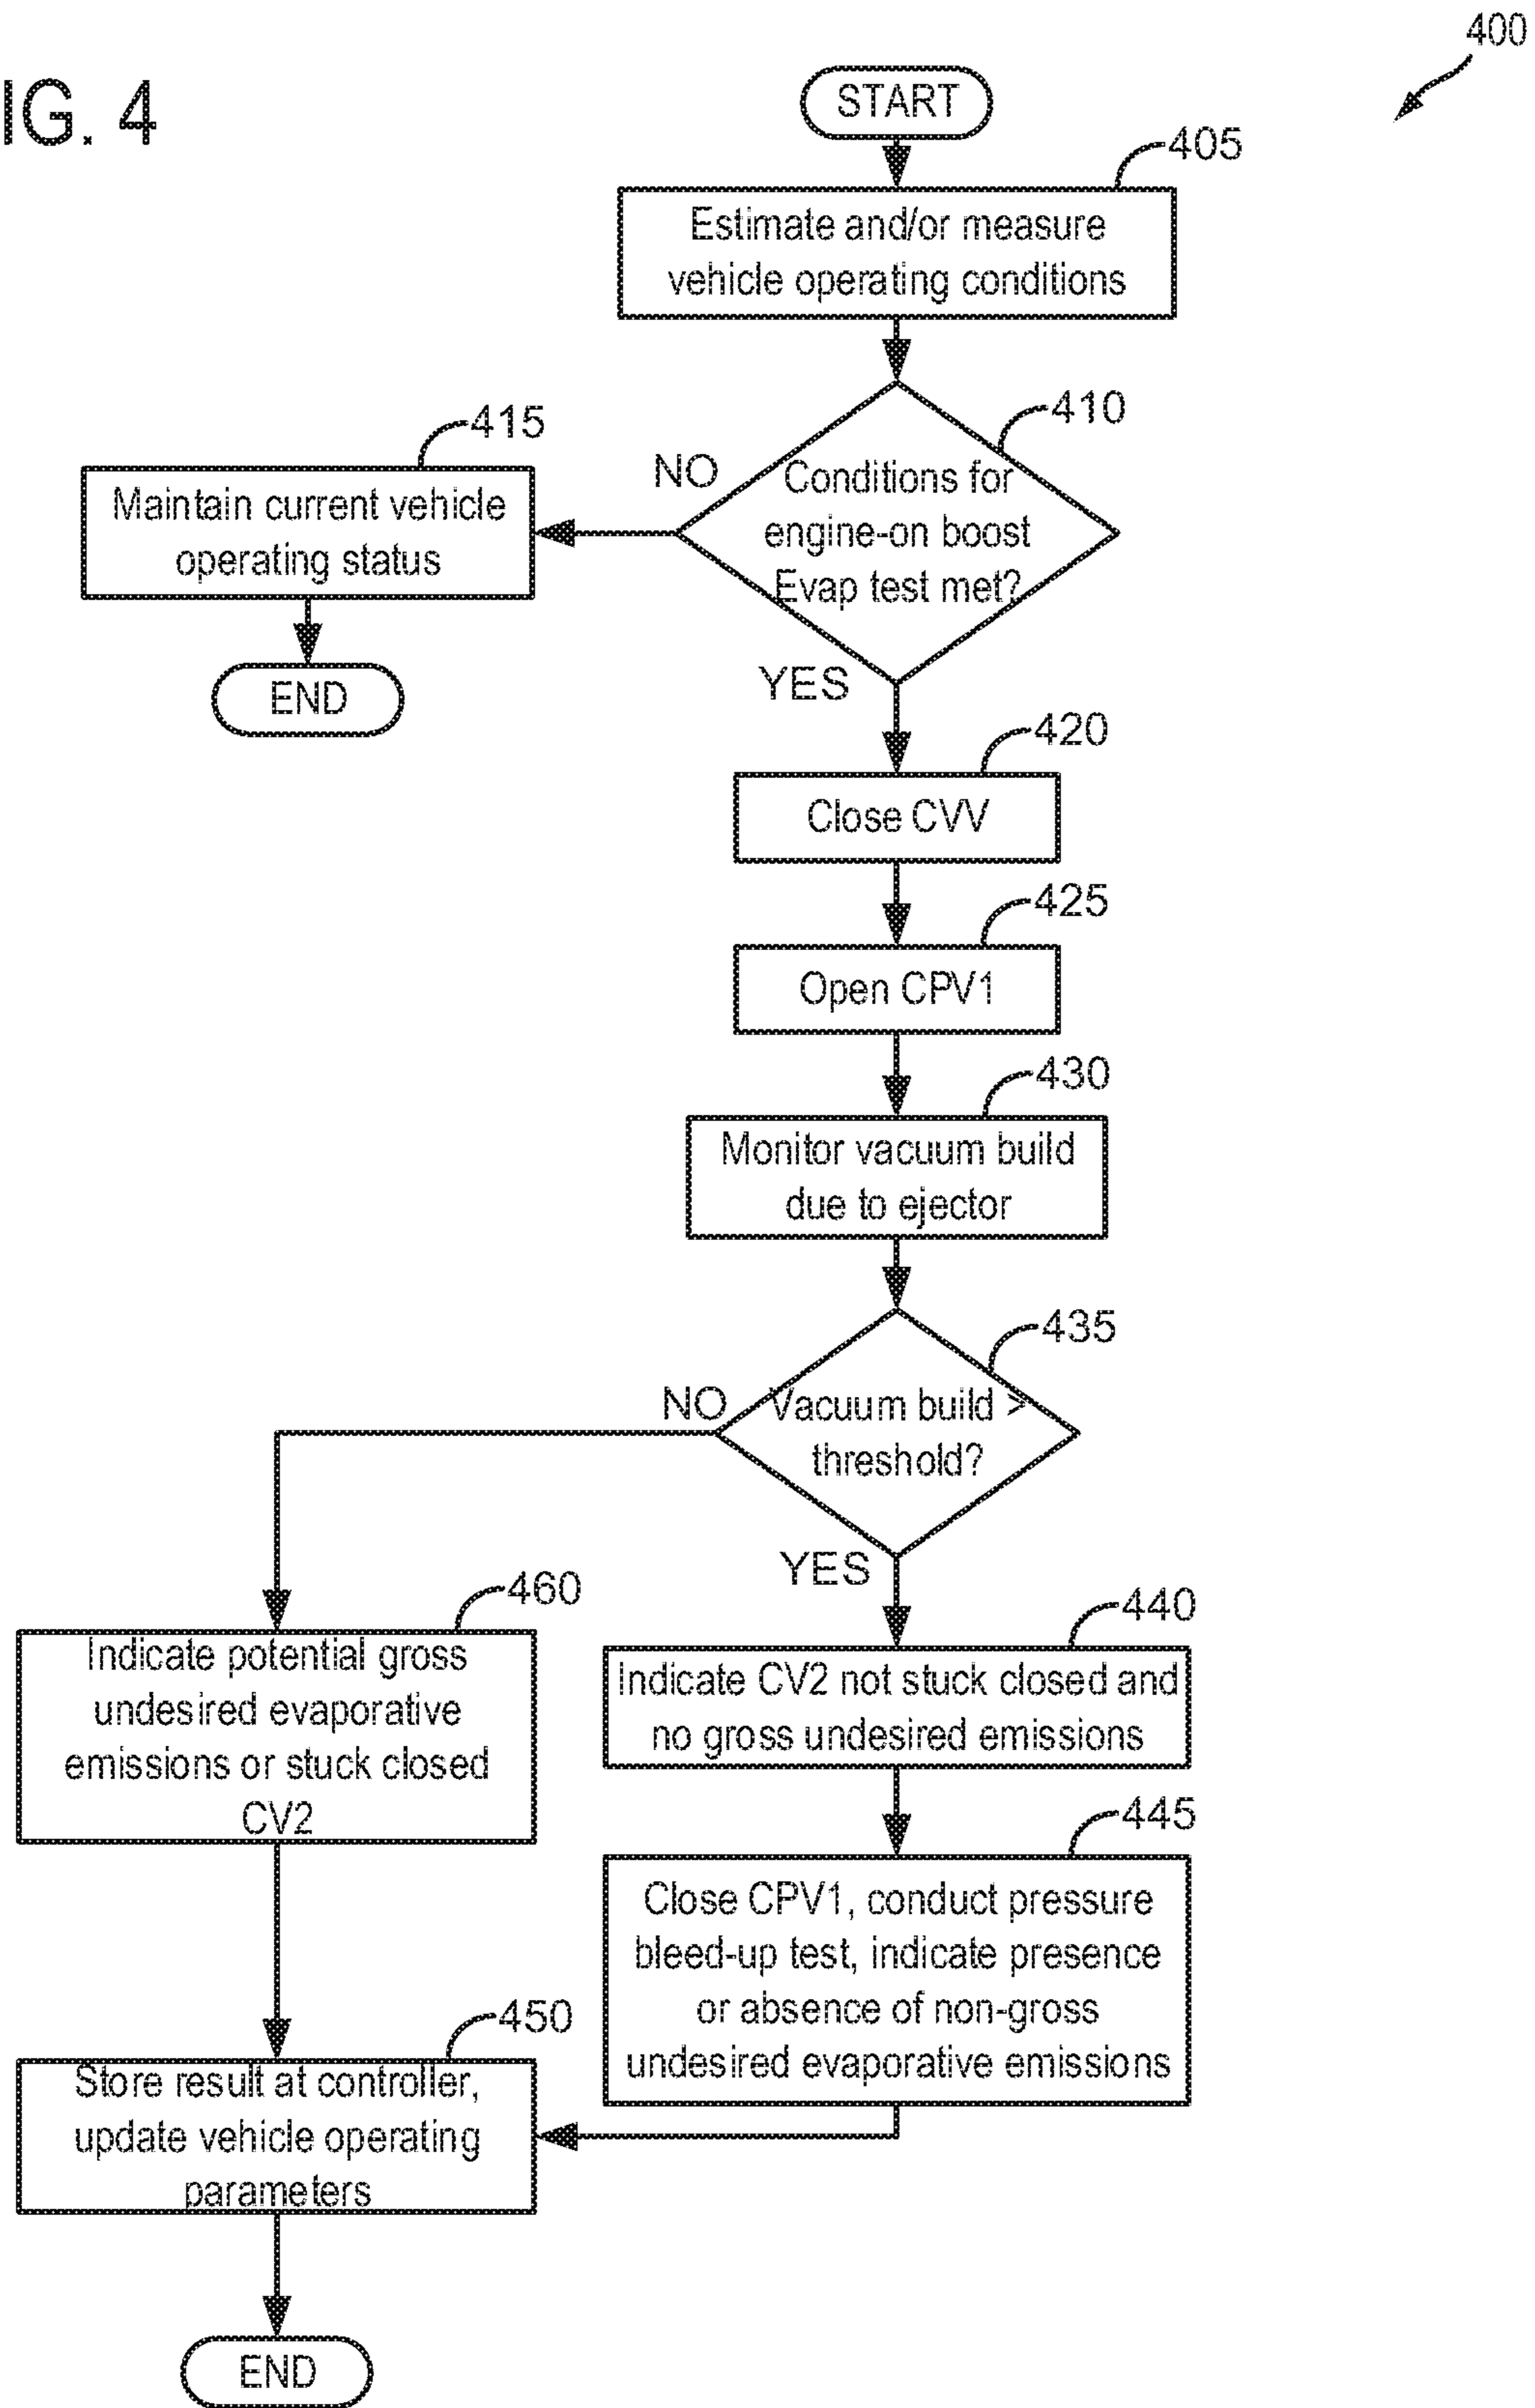 IG. 4
400
START
405
Estimate and/or measure
vehicle operating conditions
410
Conditions for
engine-on boost
Evap test met?
NO
415
Maintain current vehicle
operating status
END
YES
420
Close CVV
425
Open CPV1
430
Monitor vacuum build
due to ejector
435
Vacuum build >
threshold?
NO
YES
460
Indicate potential gross
undesired evaporative
emissions or stuck closed
CV2
440
Indicate CV2 not stuck closed and
no gross undesired emissions
445
Close CPV1, conduct pressure
bleed-up test, indicate presence
or absence of non-gross
undesired evaporative emissions
450
Store result at controller,
update vehicle operating
parameters
END